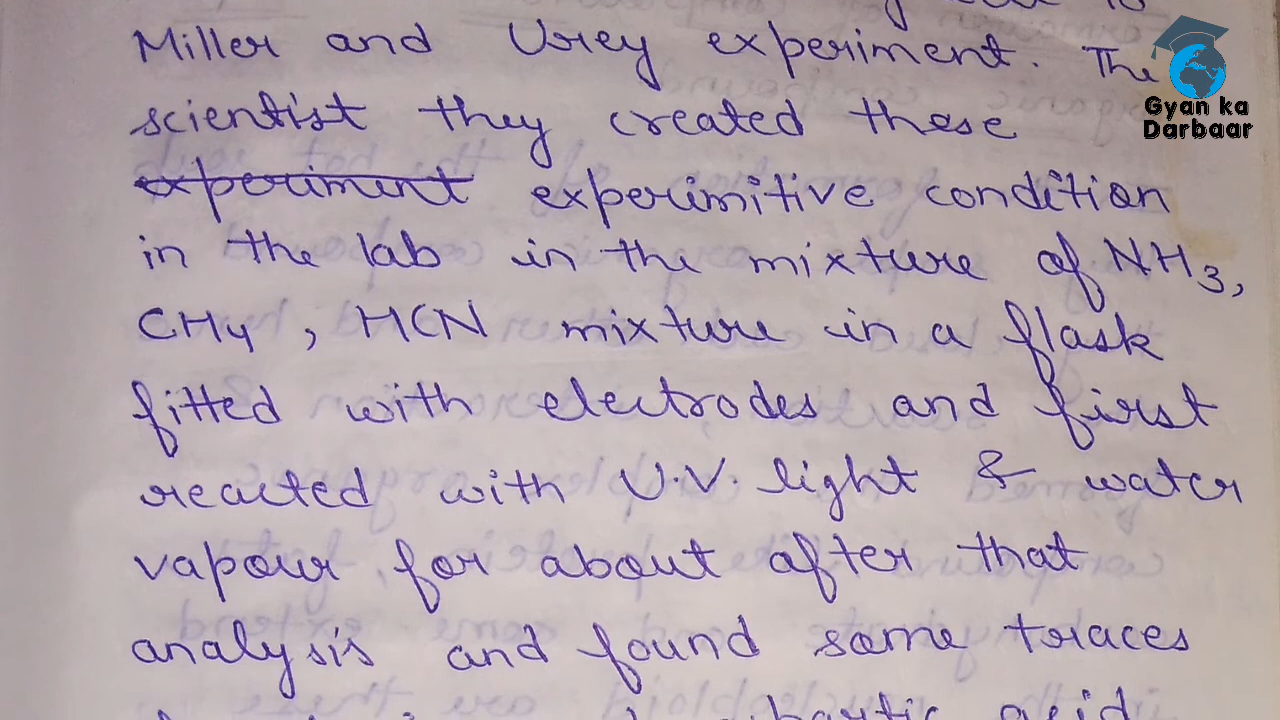 Miller and Urey experiment. The
scientist they created these
experiment experimitive condition
in the lab in the mixture of NH3,
CH4, HCN mixture in a flask
fitted with electrodes and first
reacted with U.V. light & water
vapour for about after that
analysis and found some traces
acid
Gyan ka
Darbaar